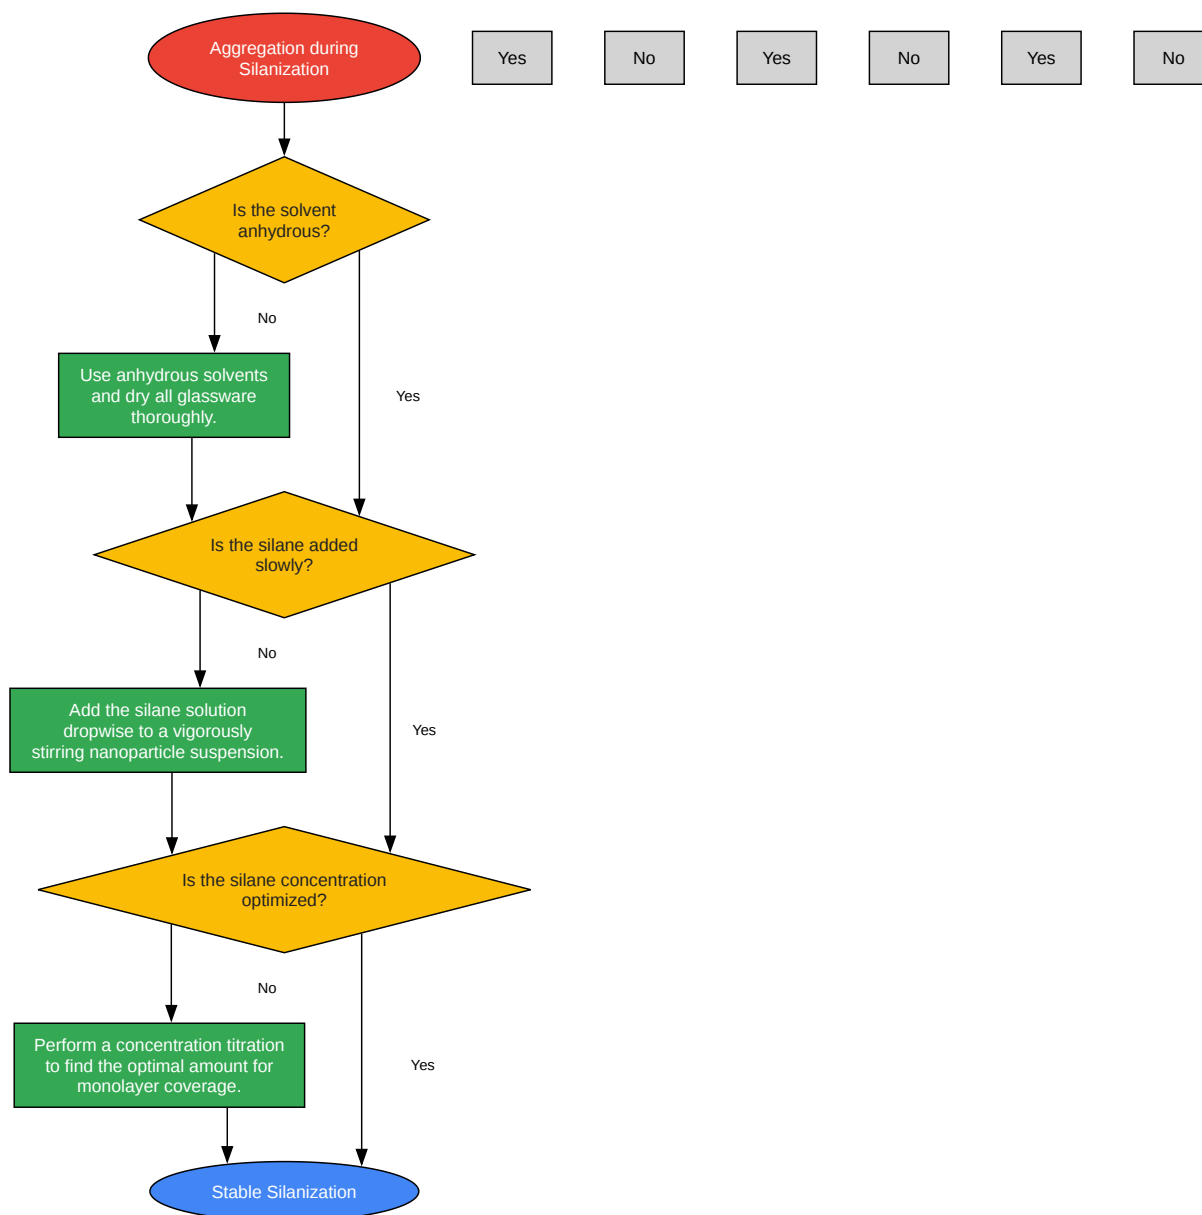 Aggregation during
Silanization
Yes
No
Yes
No
Yes
No
Is the solvent
anhydrous?
No
Use anhydrous solvents
and dry all glassware
thoroughly.
Yes
Is the silane added
slowly?
No
Add the silane solution
dropwise to a vigorously
stirring nanoparticle suspension.
Yes
Is the silane concentration
optimized?
No
Perform a concentration titration
to find the optimal amount for
monolayer coverage.
Yes
Stable Silanization